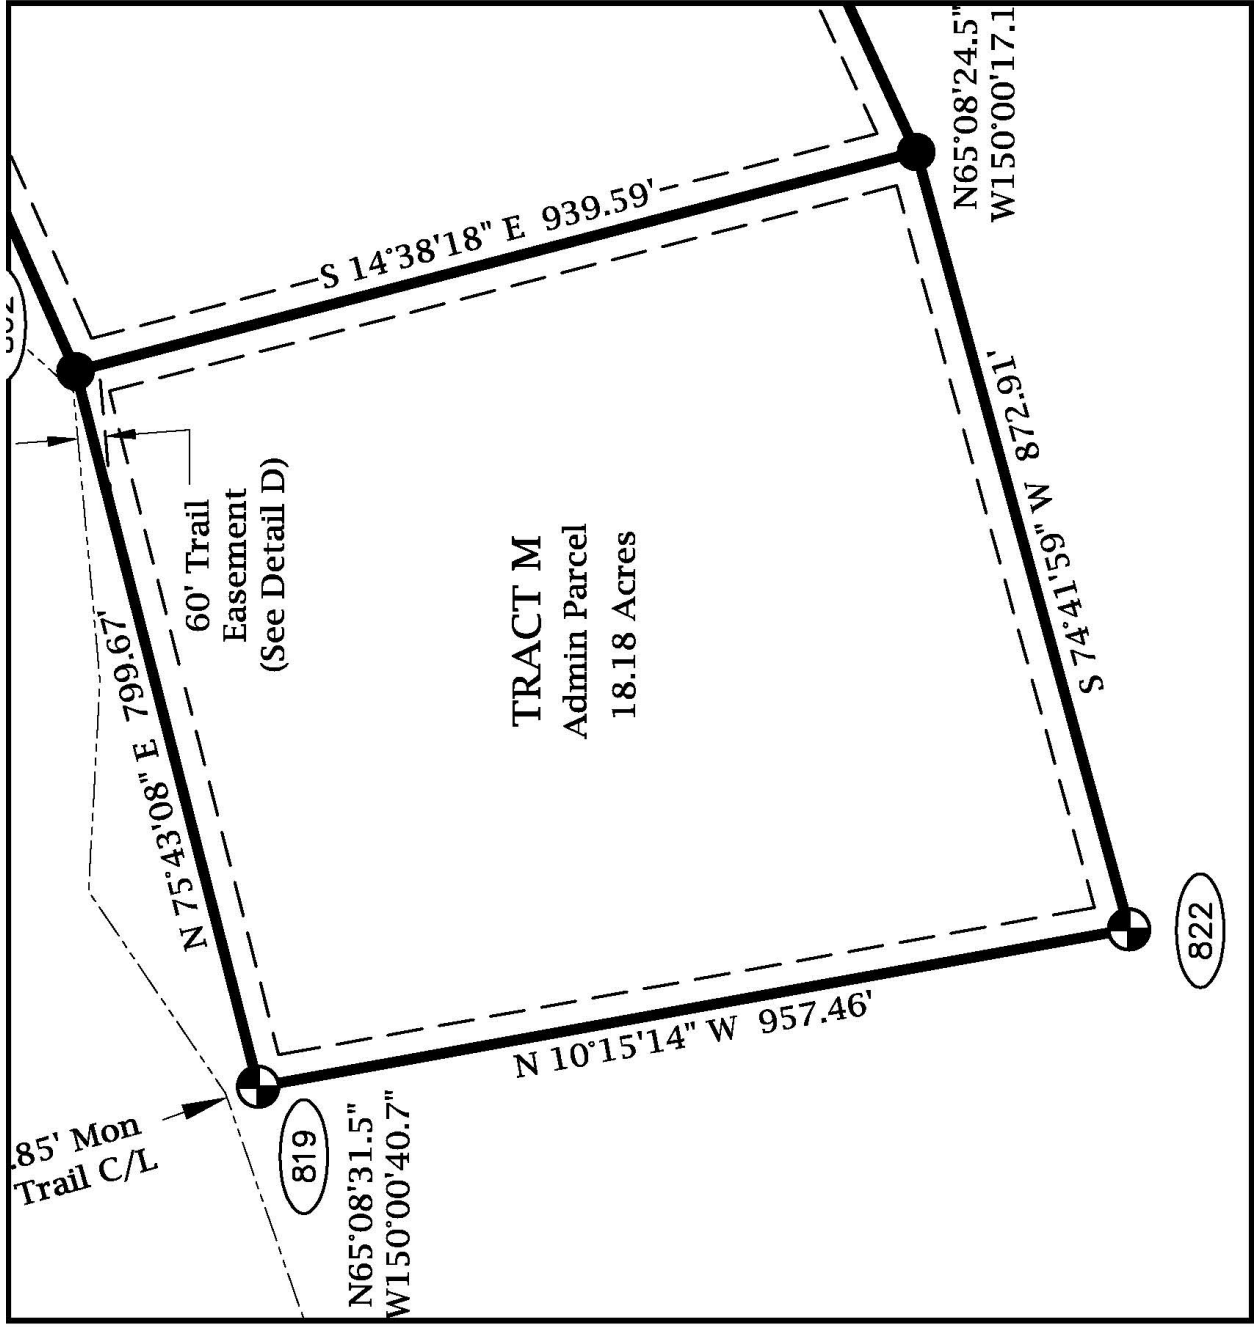 N65°08'24.5"
W150°00'17.1
S 14°38'18" E 939.59'
60' Trail
Easement
(See Detail D)
N 75°43'08" E 799.67'
TRACT M
Admin Parcel
18.18 Acres
S 74°41'59" W 872.91'
N 10°15'14" W 957.46'
822
.85' Mon
Trail C/L
819
N65°08'31.5"
W150°00'40.7"